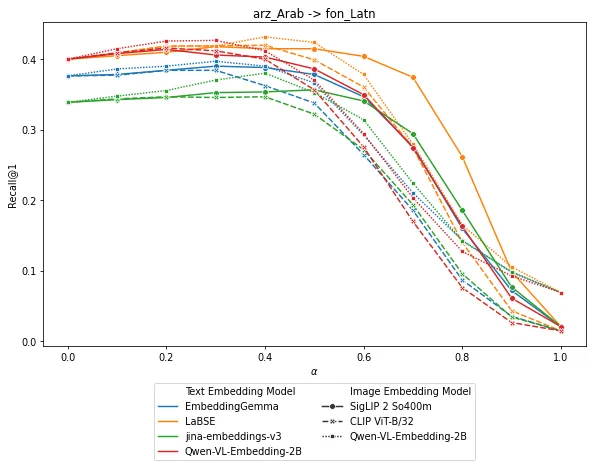 arz_Arab -> fon_Latn
Recall@1
0.4
0.3
0.2
0.1
0.0
0.0 0.2 0.4 0.6 0.8 1.0
α
Text Embedding Model
EmbeddingGemma
LaBSE
jina-embeddings-v3
Qwen-VL-Embedding-2B
Image Embedding Model
SigLIP 2 So400m
CLIP ViT-B/32
Qwen-VL-Embedding-2B